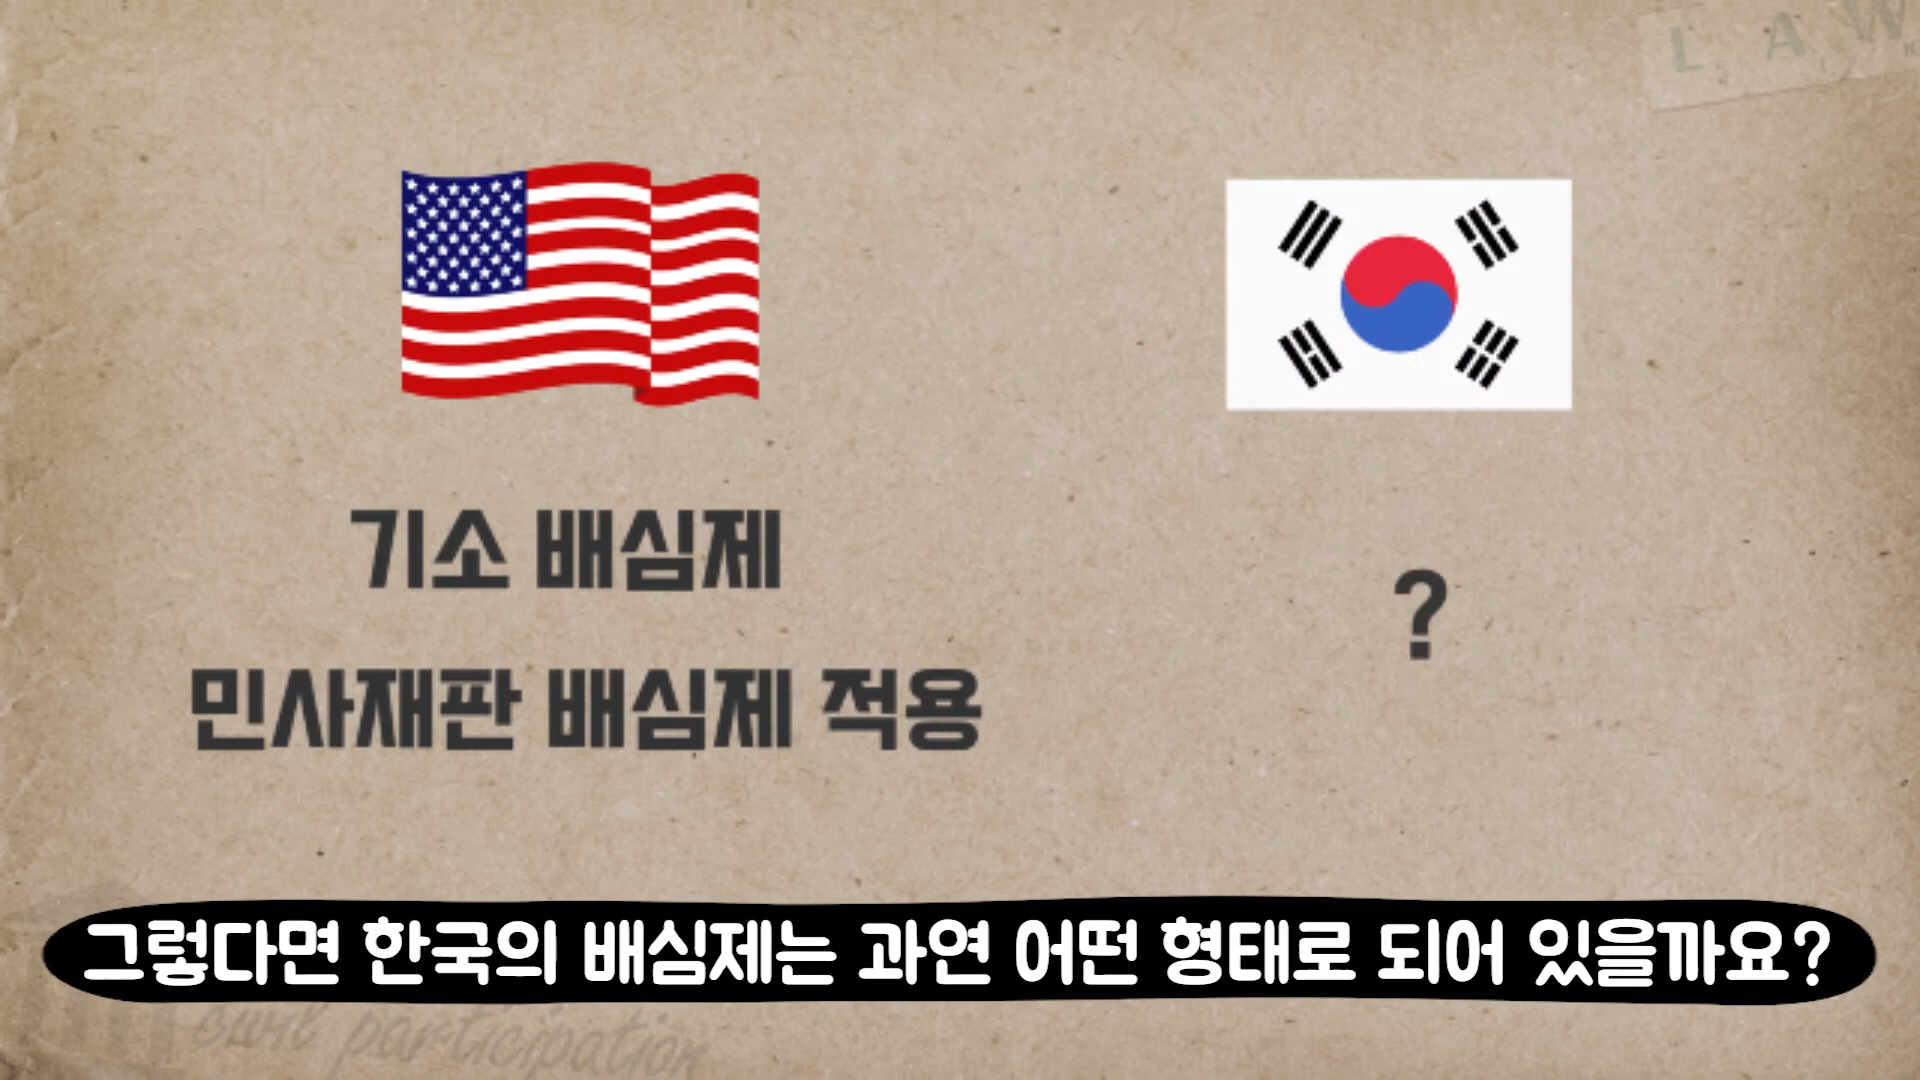 L A W
기소 배심제
민사재판 배심제 적용
?
그렇다면 한국의 배심제는 과연 어떤 형태로 되어 있을까요?
participation